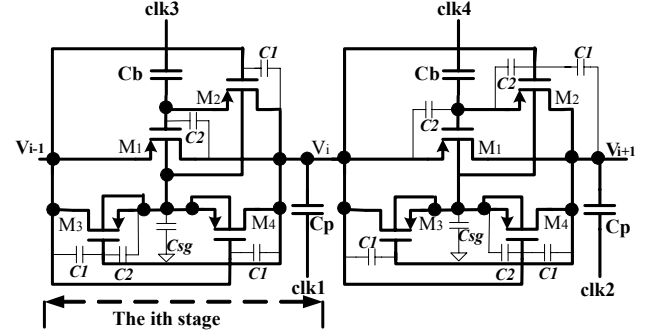 clk3
clk4
C1
C1
Cb
M2
C2
Cb
C2
M2
C2
Vi-1
M1
Vi
M1
Vi+1
M3
M4
Cp
M3
M4
Cp
Csg
Csg
C1
C2
C1
C1
C2
C1
clk1
clk2
The ith stage